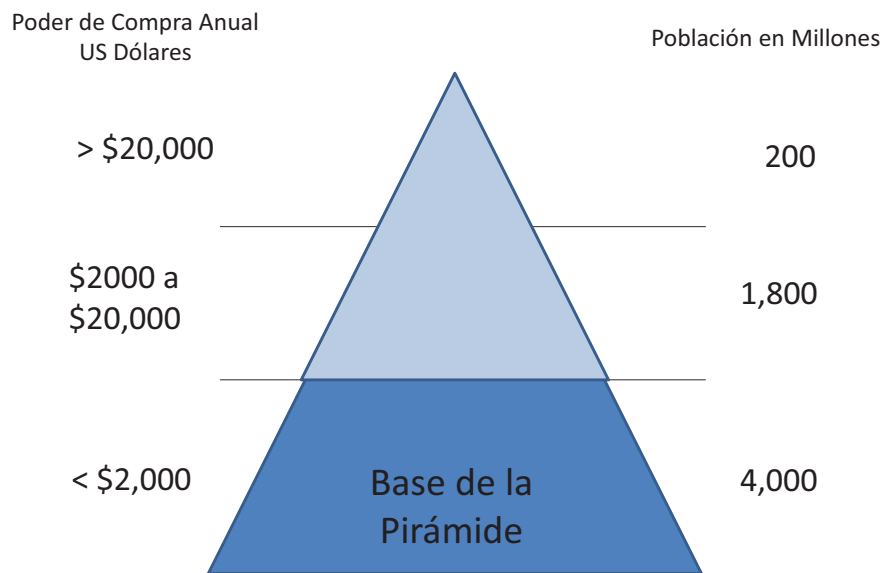 Poder de Compra Anual
US Dólares
Población en Millones
> $20,000
200
$2000 a
$20,000
1,800
< $2,000
Base de la
Pirámide
4,000